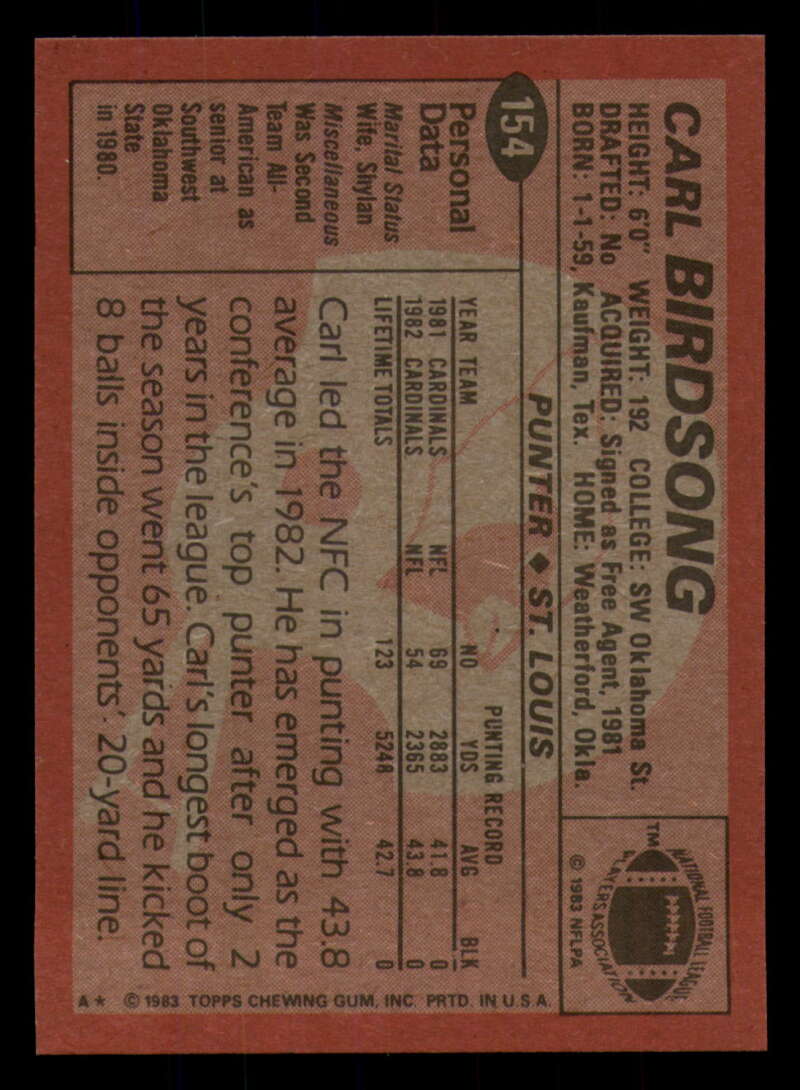 CARL BIRDSONG
HEIGHT: 6'0" WEIGHT: 192 COLLEGE: SW Oklahoma St.
DRAFTED: No ACQUIRED: Signed as Free Agent, 1981
BORN: 1-1-59, Kaufman, Tex. HOME: Weatherford, Okla.
NATIONAL FOOTBALL LEAGUE
PLAYERS ASSOCIATION
TM
© 1983 NFLPA
154
PUNTER ◆ ST. LOUIS
Personal
Data
Marital Status
Wife, Shylan
Miscellaneous
Was Second
Team All-
American as
senior at
Southwest
Oklahoma
State
in 1980.
PUNTING RECORD
YEAR TEAM NO YDS AVG BLK
1981 CARDINALS NFL 69 2883 41.8 0
1982 CARDINALS NFL 54 2365 43.8 0
LIFETIME TOTALS 123 5248 42.7 0
Carl led the NFC in punting with 43.8
average in 1982. He has emerged as the
conference's top punter after only 2
years in the league. Carl's longest boot of
the season went 65 yards and he kicked
8 balls inside opponents' 20-yard line.
A* © 1983 TOPPS CHEWING GUM, INC. PRTD. IN U.S.A.